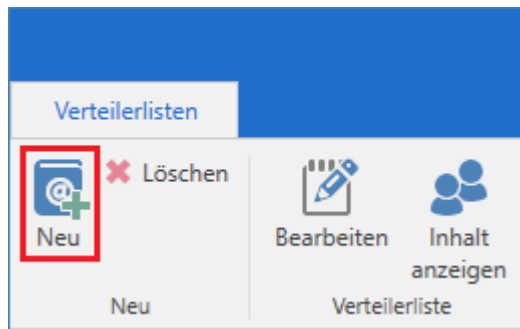 Verteilerlisten
Löschen
Neu
Bearbeiten
Inhalt
anzeigen
Neu
Verteilerliste